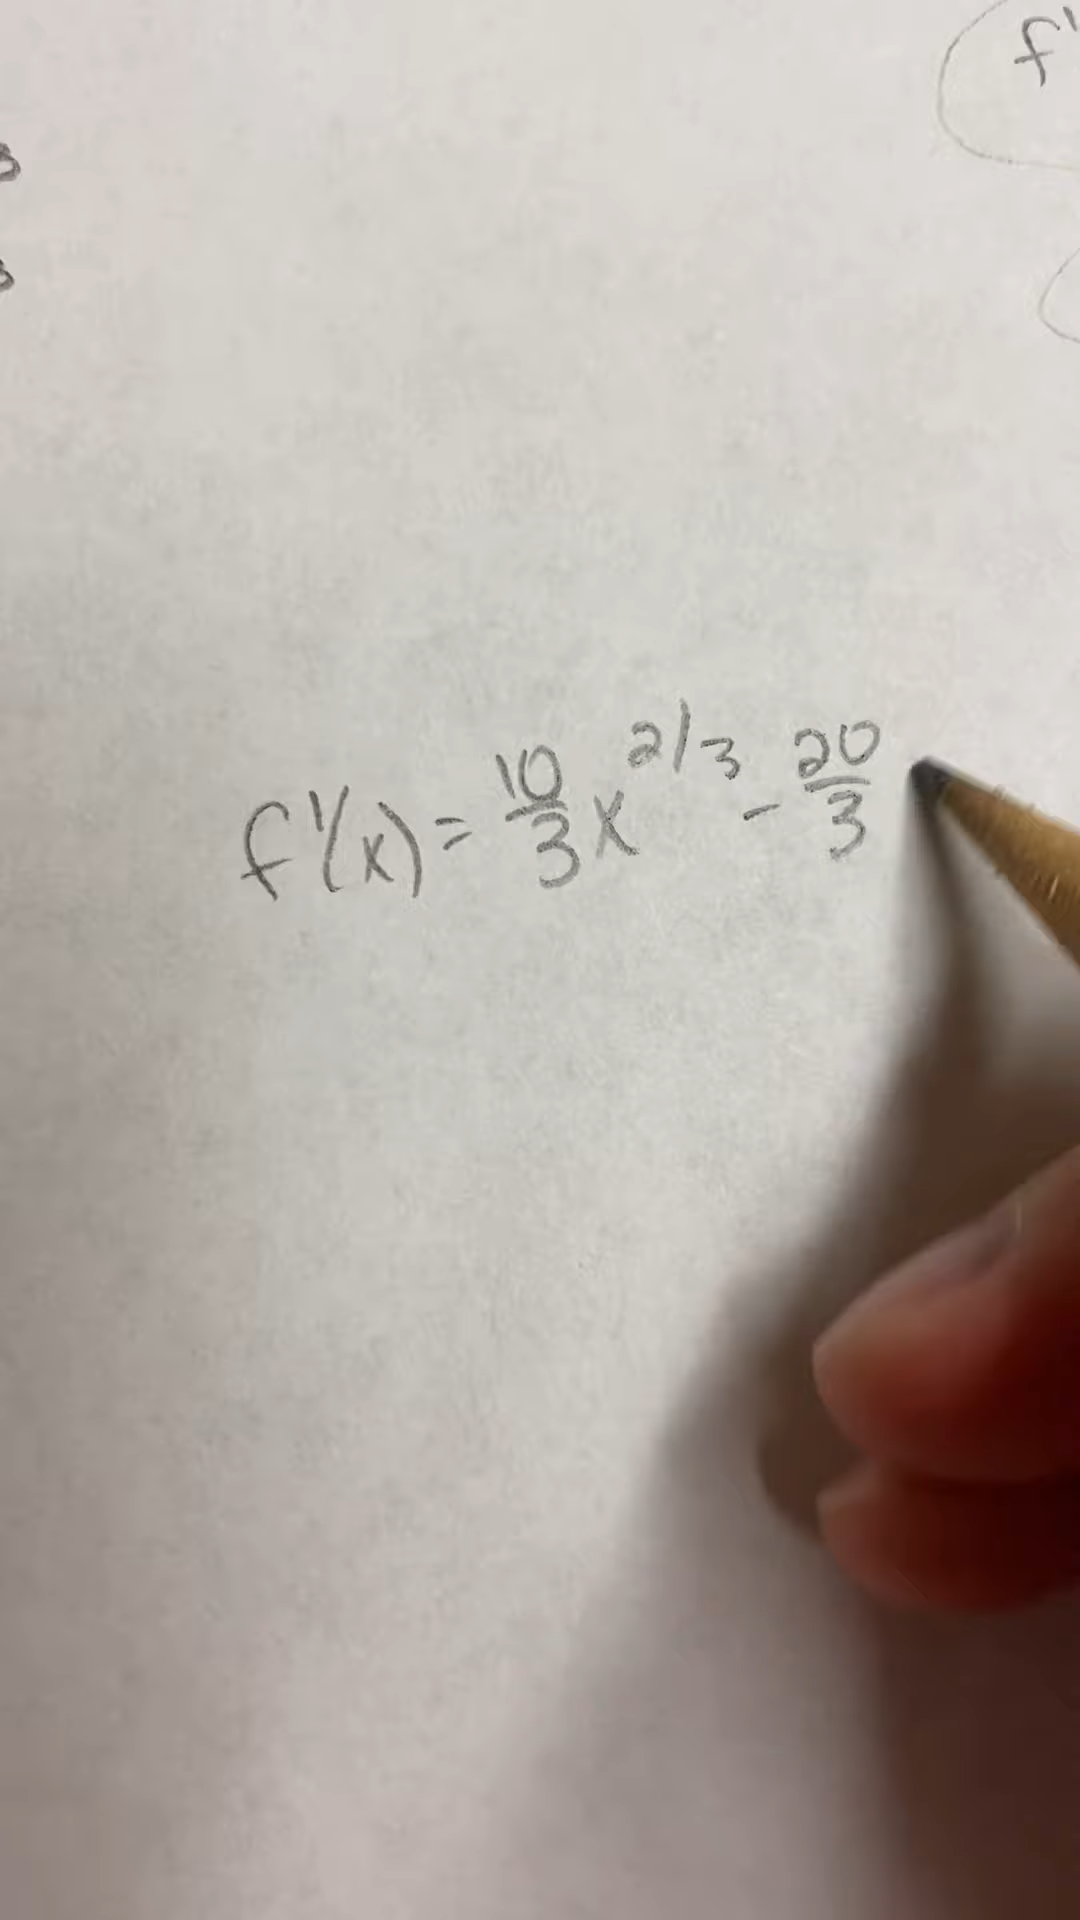 f'
f'(x) = 10/3 x^2/3 - 20/3